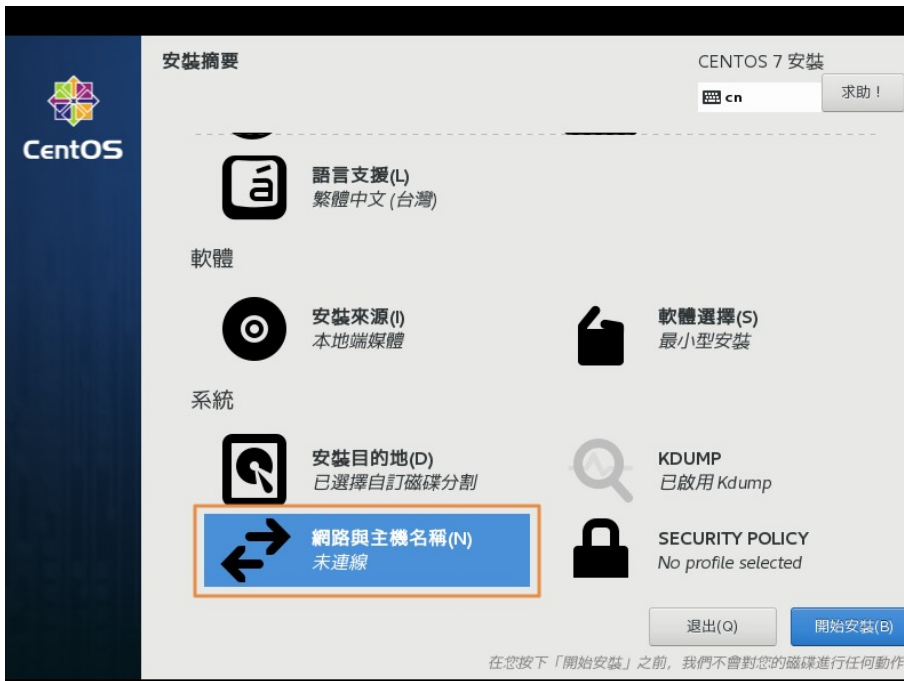 安裝摘要
CENTOS 7 安裝
cn
求助!
CentOS
á
語言支援(L)
繁體中文 (台灣)
軟體
安裝來源(I)
本地端媒體
軟體選擇(S)
最小型安裝
系統
安裝目的地(D)
已選擇自訂磁碟分割
KDUMP
已啟用 Kdump
網路與主機名稱(N)
未連線
SECURITY POLICY
No profile selected
退出(Q)
開始安裝(B)
在您按下「開始安裝」之前，我們不會對您的磁碟進行任何動作